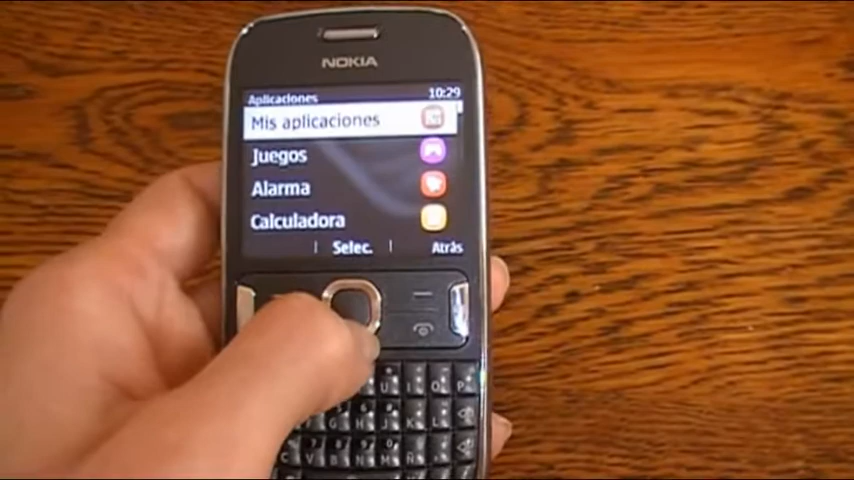 NOKIA
Aplicaciones 10:29
Mis aplicaciones
Juegos
Alarma
Calculadora
Selec. Atrás
U I O P
G H J K L
C V B N M Ñ